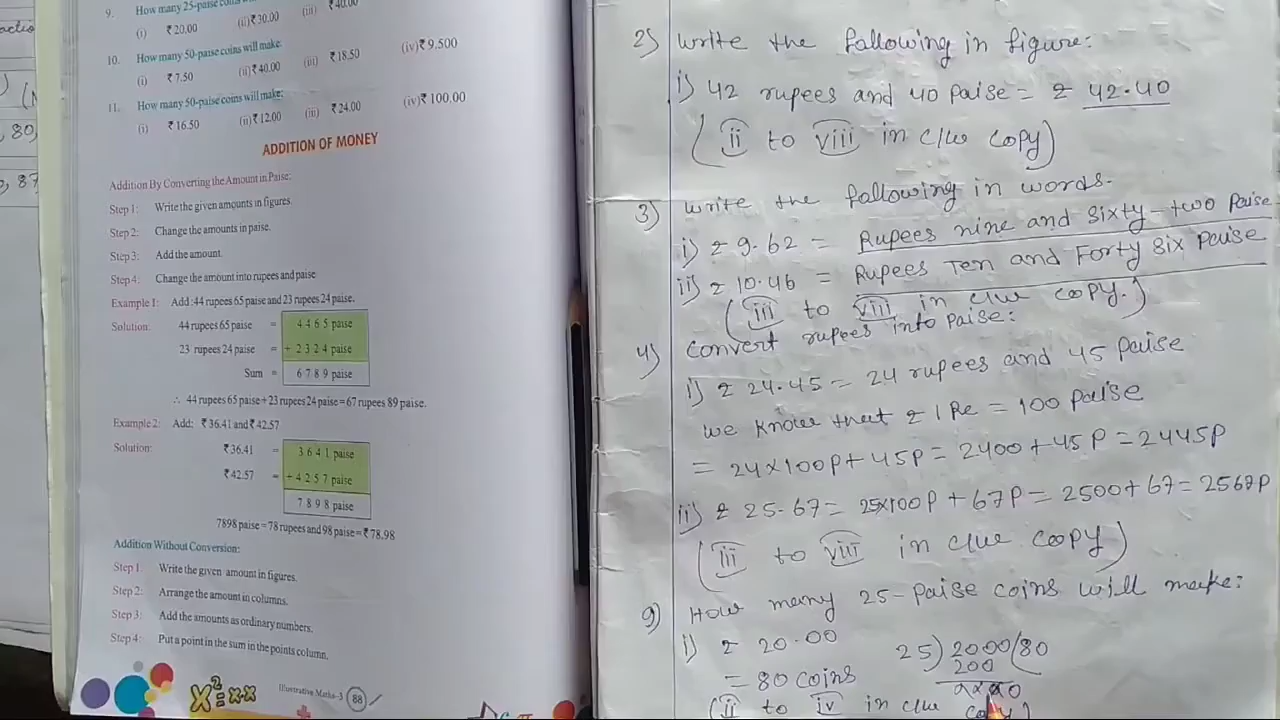 actio
80
87
9. How many 25-paise coins
(i) ₹20.00 (ii) ₹30.00 (iii) ₹40.00
10. How many 50-paise coins will make:
(i) ₹7.50 (ii) ₹40.00 (iii) ₹18.50 (iv) ₹9.500
11. How many 50-paise coins will make:
(i) ₹16.50 (ii) ₹12.00 (iii) ₹24.00 (iv) ₹100.00
ADDITION OF MONEY
Addition By Converting the Amount in Paise:
Step 1: Write the given amounts in figures.
Step 2: Change the amounts in paise.
Step 3: Add the amount.
Step 4: Change the amount into rupees and paise
Example 1: Add : 44 rupees 65 paise and 23 rupees 24 paise.
Solution: 44 rupees 65 paise = 4 4 6 5 paise
23 rupees 24 paise = + 2 3 2 4 paise
Sum = 6 7 8 9 paise
∴ 44 rupees 65 paise + 23 rupees 24 paise = 67 rupees 89 paise.
Example 2: Add: ₹36.41 and ₹42.57
Solution: ₹36.41 = 3 6 4 1 paise
₹42.57 = + 4 2 5 7 paise
7 8 9 8 paise
7898 paise = 78 rupees and 98 paise = ₹78.98
Addition Without Conversion:
Step 1. Write the given amount in figures.
Step 2: Arrange the amount in columns.
Step 3: Add the amounts as ordinary numbers.
Step 4: Put a point in the sum in the points column.
Illustrative Maths-3 88
2) Write the following in figure:
i) 42 rupees and 40 paise = ₹ 42.40
(ii to viii in c/w copy)
3) Write the following in words.
i) ₹ 9.62 = Rupees nine and sixty-two paise
ii) ₹ 10.46 = Rupees Ten and Forty six paise
(iii to viii in c/w copy.)
4) Convert rupees into paise:
i) ₹ 24.45 = 24 rupees and 45 paise
we know that ₹ 1 Re = 100 paise
= 24×100P + 45P = 2400 + 45 P = 2445P
ii) ₹ 25.67 = 25×100P + 67P = 2500 + 67 = 2567P
(iii to viii in c/w copy)
9) How many 25-paise coins will make:
i) ₹ 20.00 25)2000(80
= 80 coins 200
(ii to iv in c/w copy)